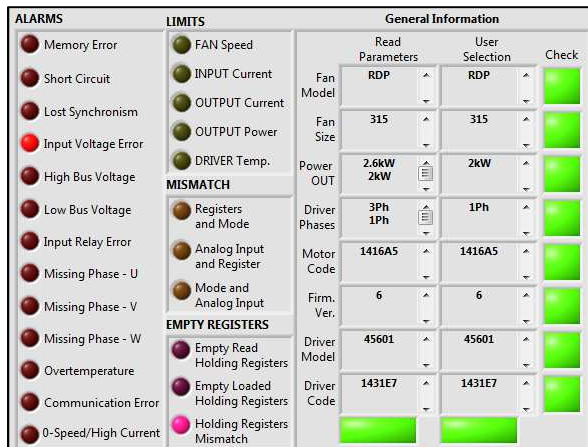 ALARMS
Memory Error
Short Circuit
Lost Synchronism
Input Voltage Error
High Bus Voltage
Low Bus Voltage
Input Relay Error
Missing Phase - U
Missing Phase - V
Missing Phase - W
Overtemperature
Communication Error
0-Speed/High Current
LIMITS
FAN Speed
INPUT Current
OUTPUT Current
OUTPUT Power
DRIVER Temp.
MISMATCH
Registers
and Mode
Analog Input
and Register
Mode and
Analog Input
EMPTY REGISTERS
Empty Read
Holding Registers
Empty Loaded
Holding Registers
Holding Registers
Mismatch
General Information
Read
Parameters
User
Selection
Check
Fan
Model
RDP
RDP
Fan
Size
315
315
Power
OUT
2.6kW
2kW
2kW
Driver
Phases
3Ph
1Ph
1Ph
Motor
Code
1416A5
1416A5
Firm.
Ver.
6
6
Driver
Model
45601
45601
Driver
Code
1431E7
1431E7